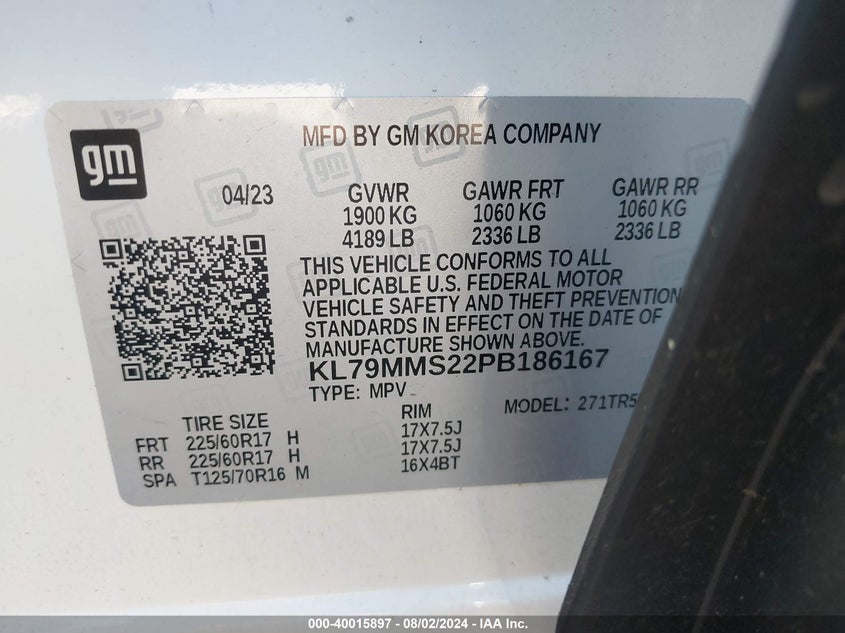 gm
MFD BY GM KOREA COMPANY
04/23
GVWR GAWR FRT GAWR RR
1900 KG 1060 KG 1060 KG
4189 LB 2336 LB 2336 LB
THIS VEHICLE CONFORMS TO ALL
APPLICABLE U.S. FEDERAL MOTOR
VEHICLE SAFETY AND THEFT PREVENTION
STANDARDS IN EFFECT ON THE DATE OF
MANUFACTURE SHOWN ABOVE.
KL79MMS22PB186167
TYPE: MPV
MODEL:
TIRE SIZE RIM
FRT 225/60R17 H 17X7.5J
RR 225/60R17 H 17X7.5J
SPA T125/70R16 M 16X4BT
000-40015897 - 08/02/2024 - IAA Inc.